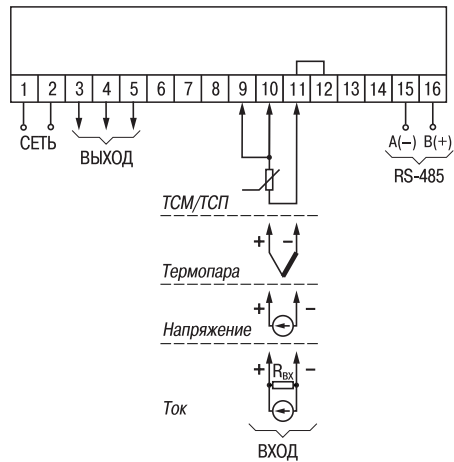 1 2 3 4 5 6 7 8 9 10 11 12 13 14 15 16
СЕТЬ
ВЫХОД
A(–) B(+)
RS-485
ТСМ/ТСП
+ –
Термопара
+ –
Напряжение
+ –
Rвх
Ток
ВХОД